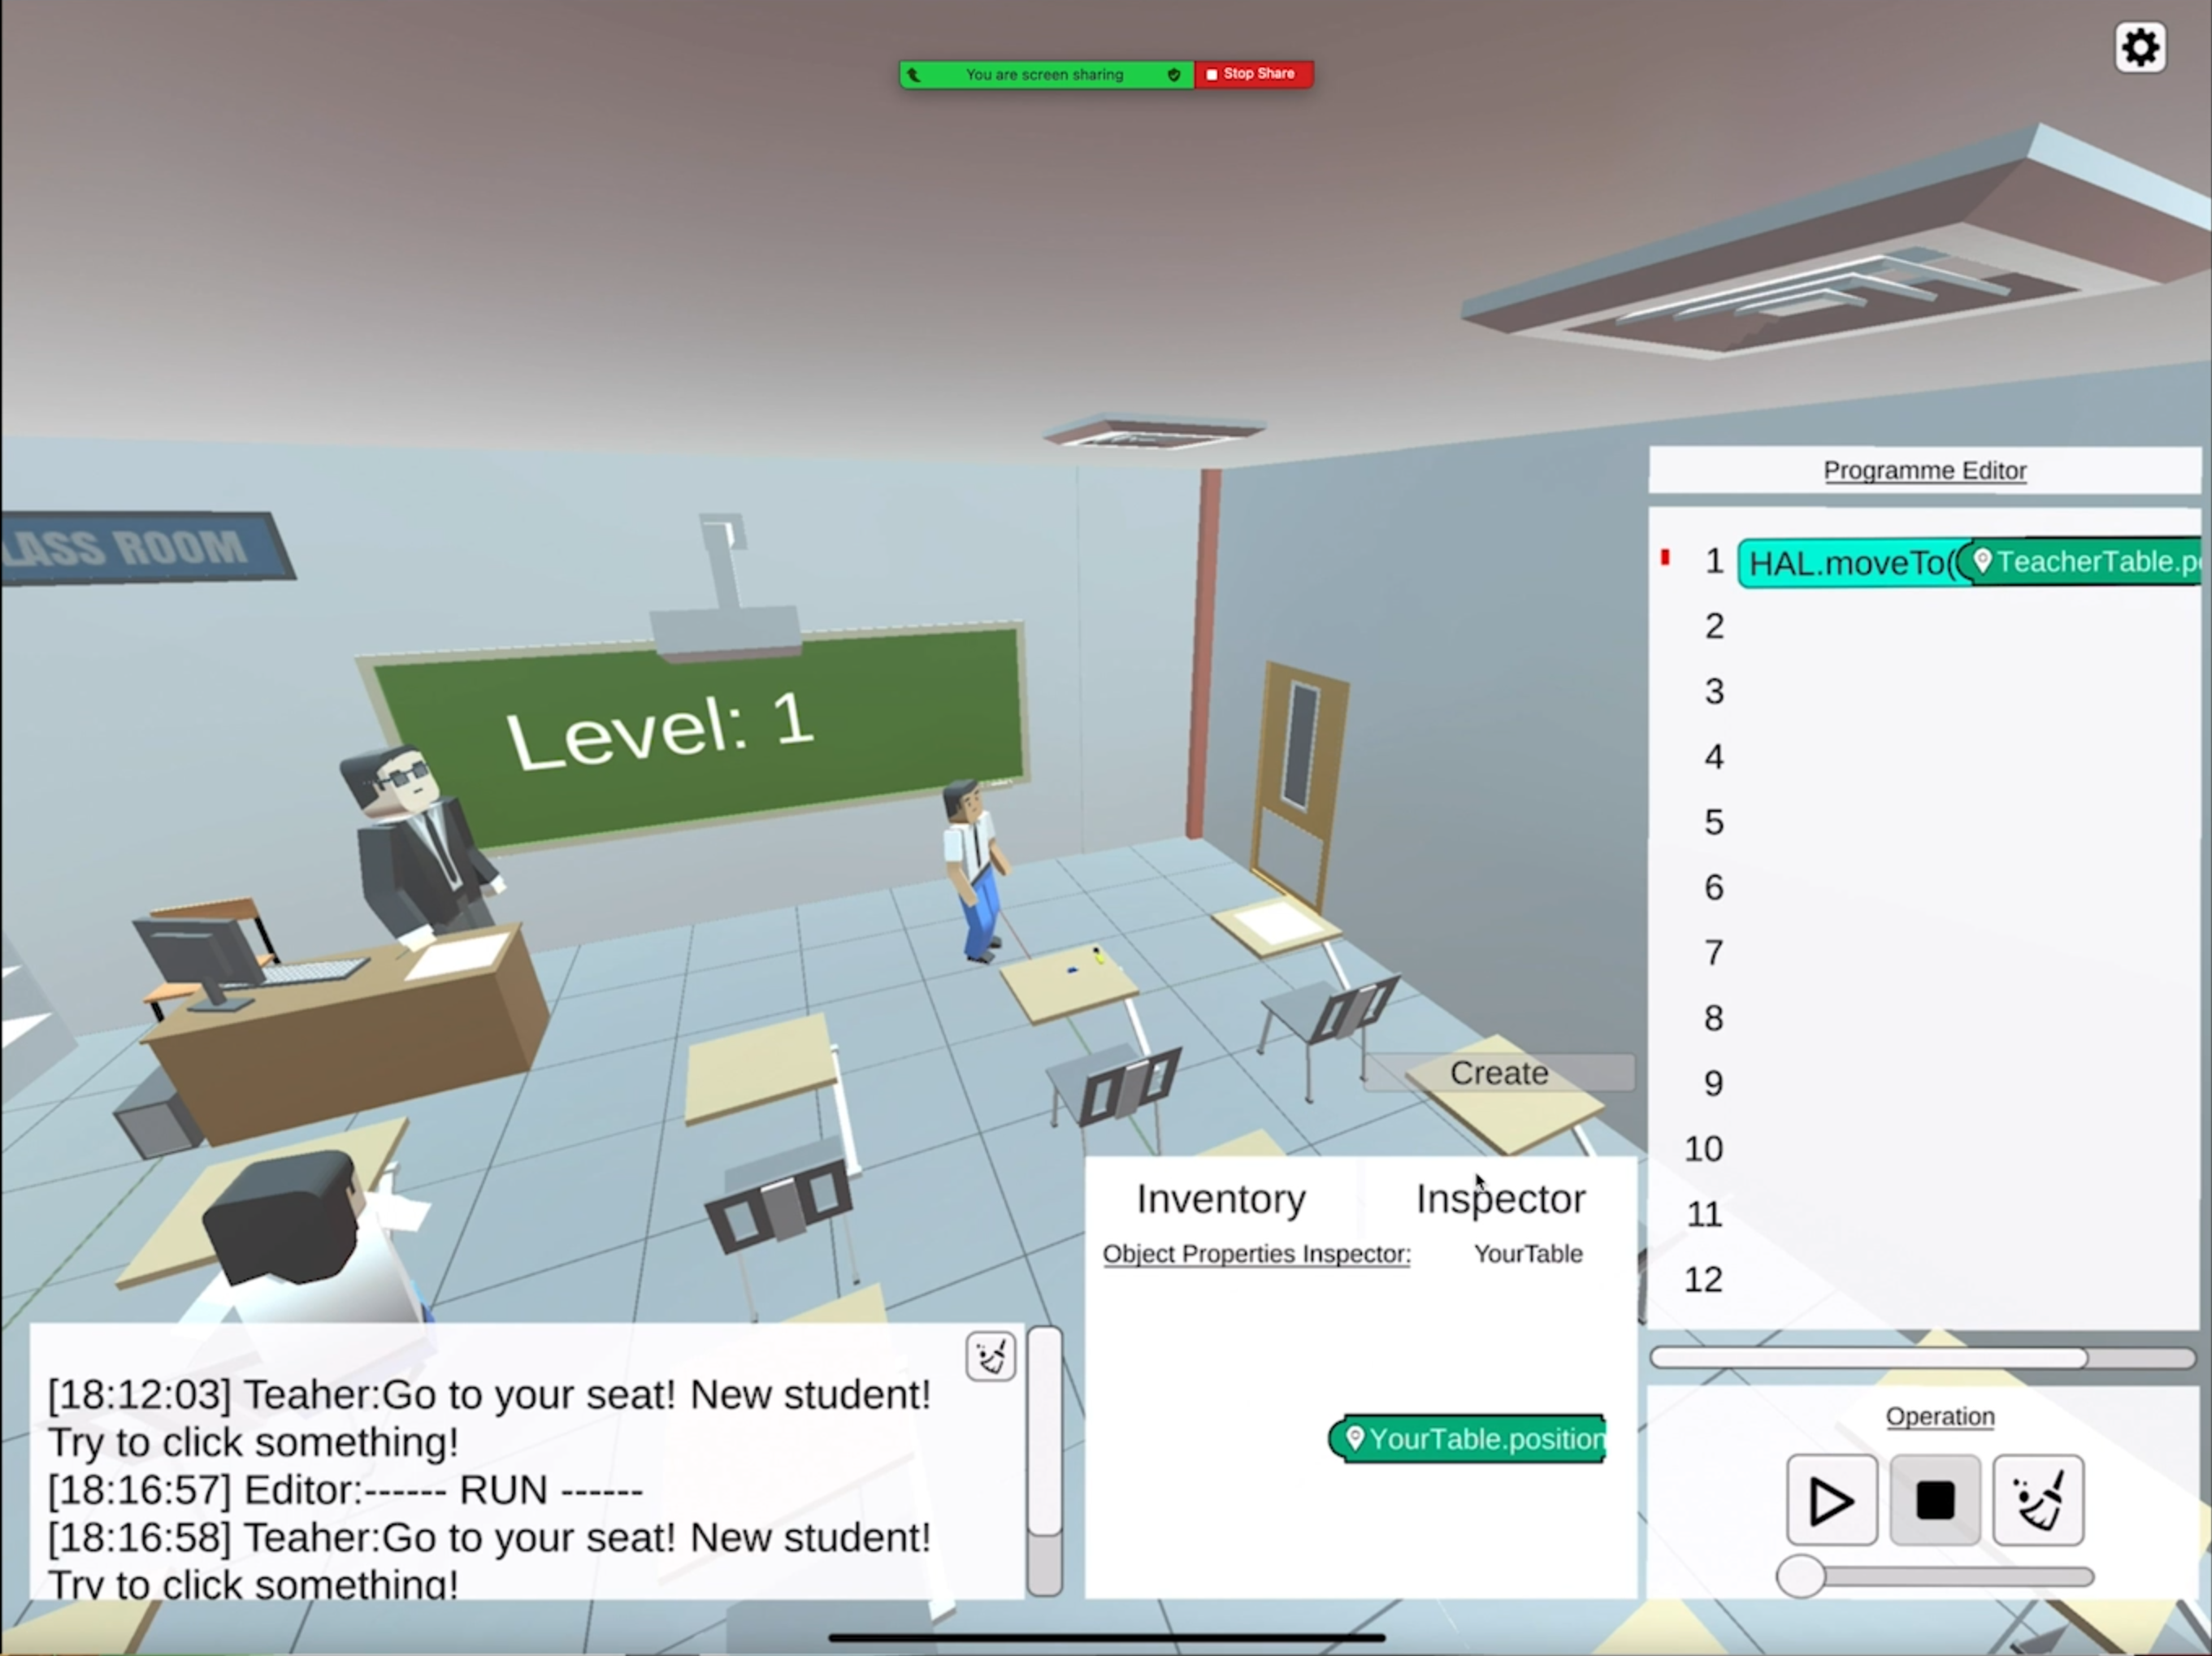 You are screen sharing
Stop Share
LASS ROOM
Level: 1
Programme Editor
1 HAL.moveTo( TeacherTable.po
2
3
4
5
6
7
8
9
10
11
12
Create
Inventory Inspector
Object Properties Inspector: YourTable
YourTable.position
[18:12:03] Teaher:Go to your seat! New student!
Try to click something!
[18:16:57] Editor:------ RUN ------
[18:16:58] Teaher:Go to your seat! New student!
Try to click something!
Operation